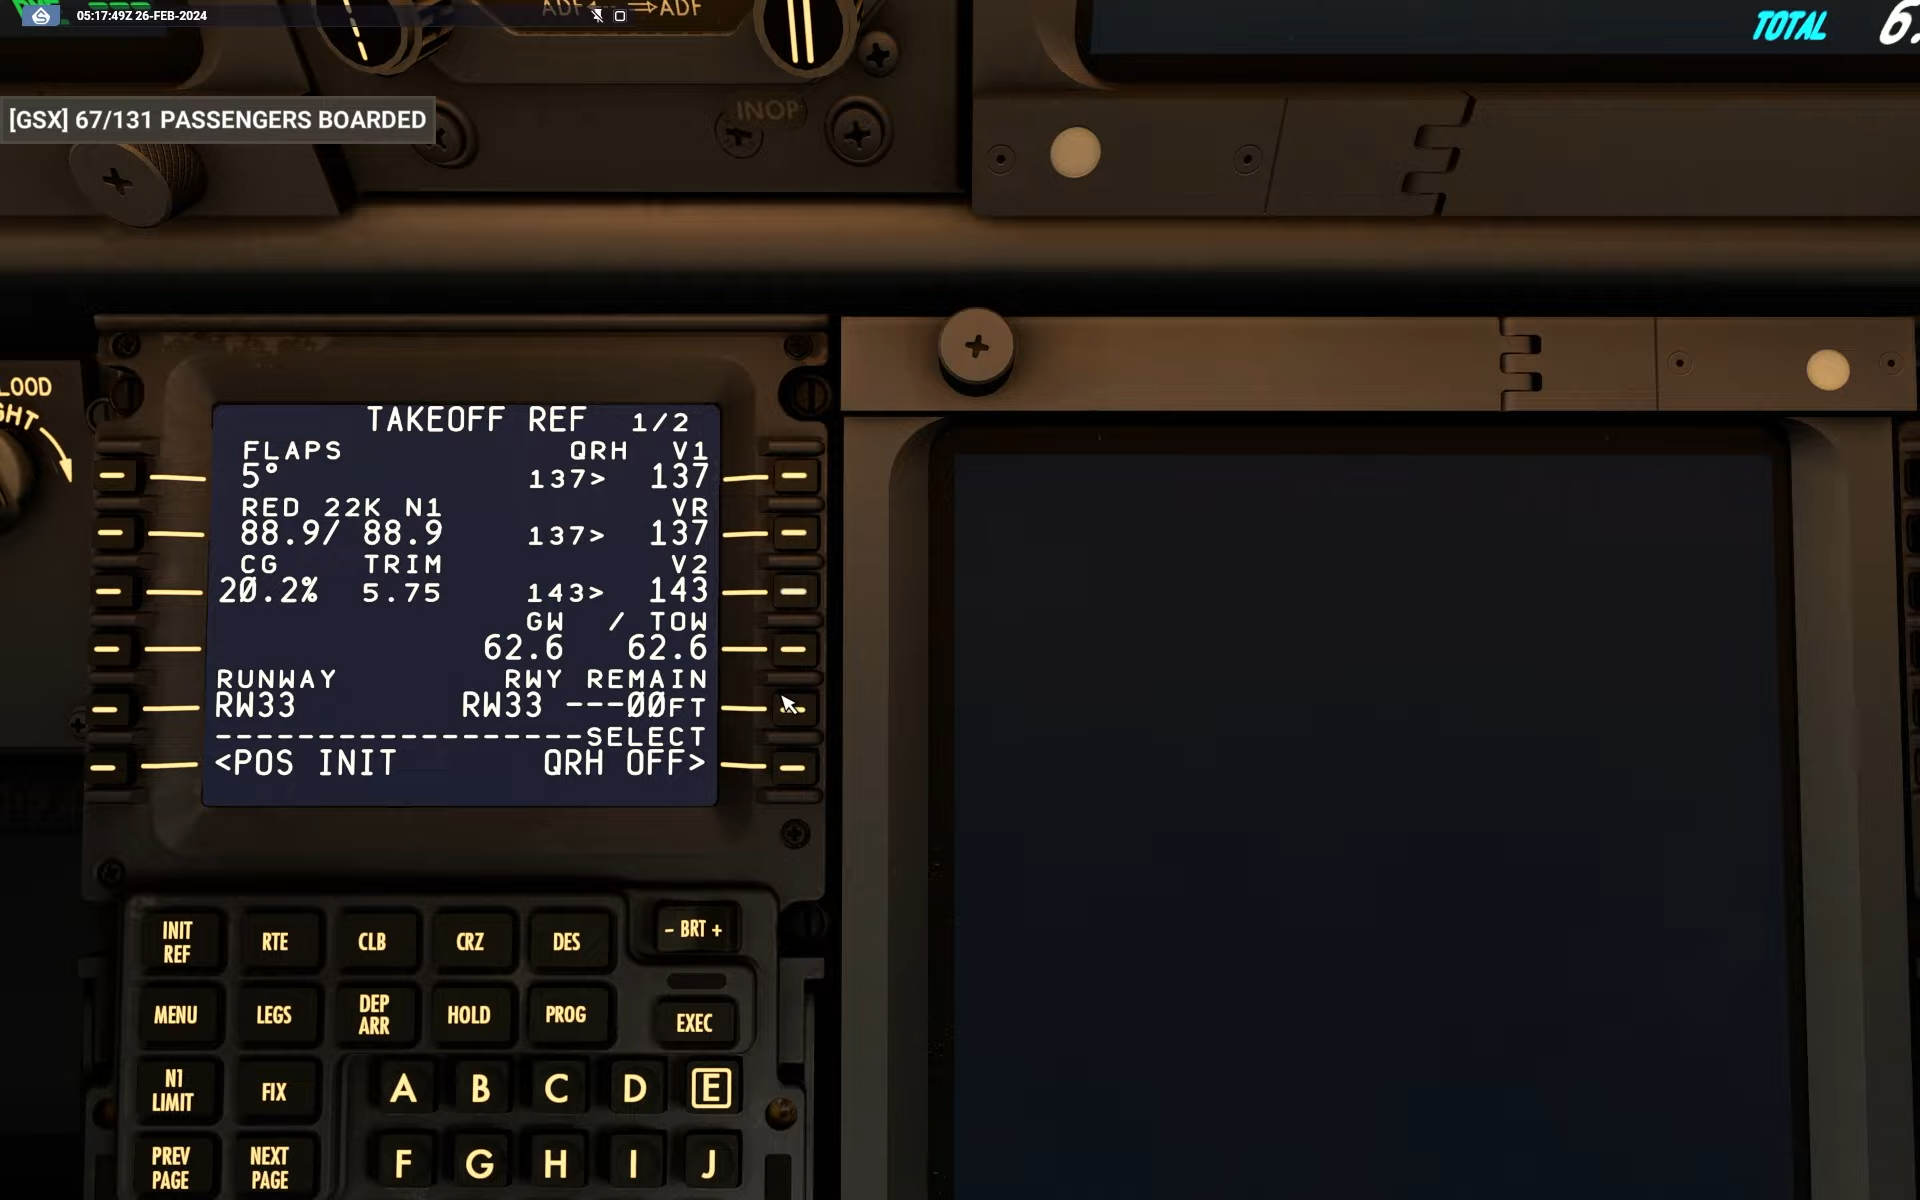 05:17:49Z 26-FEB-2024
ADF ADF
TOTAL 6.
[GSX] 67/131 PASSENGERS BOARDED
INOP
TAKEOFF REF 1/2
FLAPS QRH V1
5° 137> 137
RED 22K N1 VR
88.9/ 88.9 137> 137
CG TRIM V2
20.2% 5.75 143> 143
GW / TOW
62.6 62.6
RUNWAY RWY REMAIN
RW33 RW33 ---00FT
------------------SELECT
<POS INIT QRH OFF>
INIT REF
RTE
CLB
CRZ
DES
- BRT +
MENU
LEGS
DEP ARR
HOLD
PROG
EXEC
N1 LIMIT
FIX
A B C D E
PREV PAGE
NEXT PAGE
F G H I J